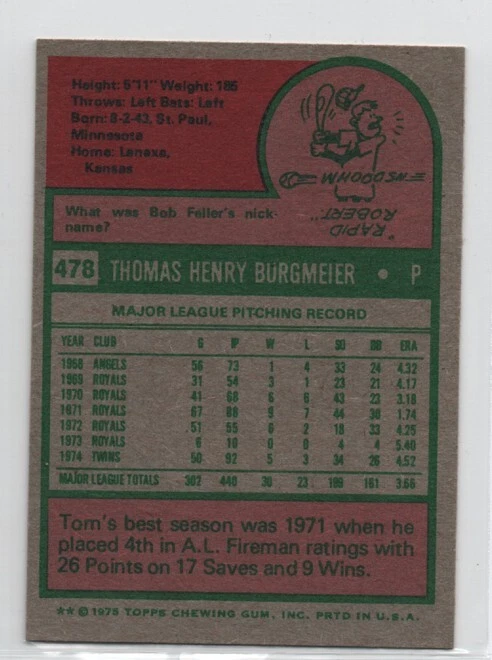 Height: 5'11" Weight: 185
Throws: Left Bats: Left
Born: 8-2-43, St. Paul,
Minnesota
Home: Lenexa,
Kansas
What was Bob Feller's nick-
name?
"RAPID
ROBERT"
WSOOOOHM
478 THOMAS HENRY BURGMEIER • P
MAJOR LEAGUE PITCHING RECORD
YEAR CLUB G IP W L SO BB ERA
1968 ANGELS 56 73 1 4 33 24 4.32
1969 ROYALS 31 54 3 1 23 21 4.17
1970 ROYALS 41 68 6 6 43 23 3.18
1971 ROYALS 67 88 9 7 44 30 1.74
1972 ROYALS 51 55 6 2 18 33 4.25
1973 ROYALS 6 10 0 0 4 4 5.40
1974 TWINS 50 92 5 3 34 26 4.52
MAJOR LEAGUE TOTALS 302 440 30 23 199 161 3.66
Tom's best season was 1971 when he
placed 4th in A.L. Fireman ratings with
26 Points on 17 Saves and 9 Wins.
** © 1975 TOPPS CHEWING GUM, INC. PRTD IN U.S.A.